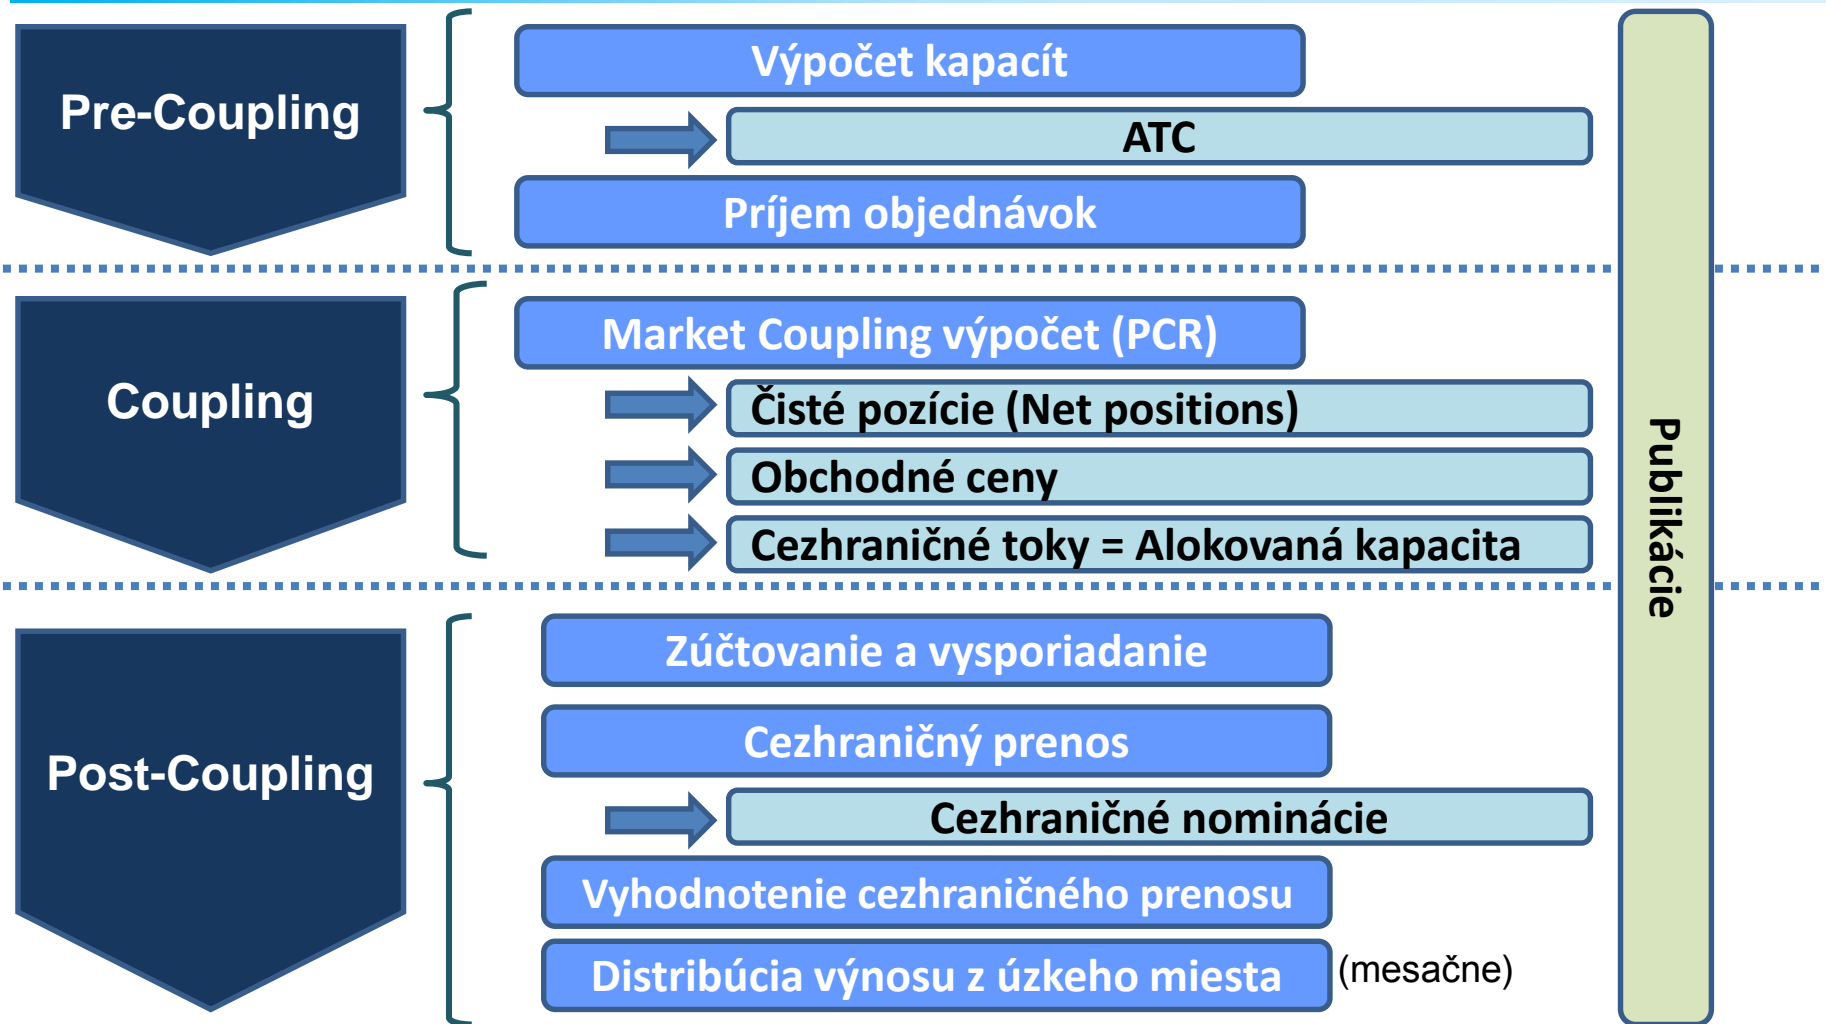 Pre-Coupling
Výpočet kapacít
ATC
Príjem objednávok
Coupling
Market Coupling výpočet (PCR)
Čisté pozície (Net positions)
Obchodné ceny
Cezhraničné toky = Alokovaná kapacita
Post-Coupling
Zúčtovanie a vysporiadanie
Cezhraničný prenos
Cezhraničné nominácie
Vyhodnotenie cezhraničného prenosu
Distribúcia výnosu z úzkeho miesta (mesačne)
Publikácie